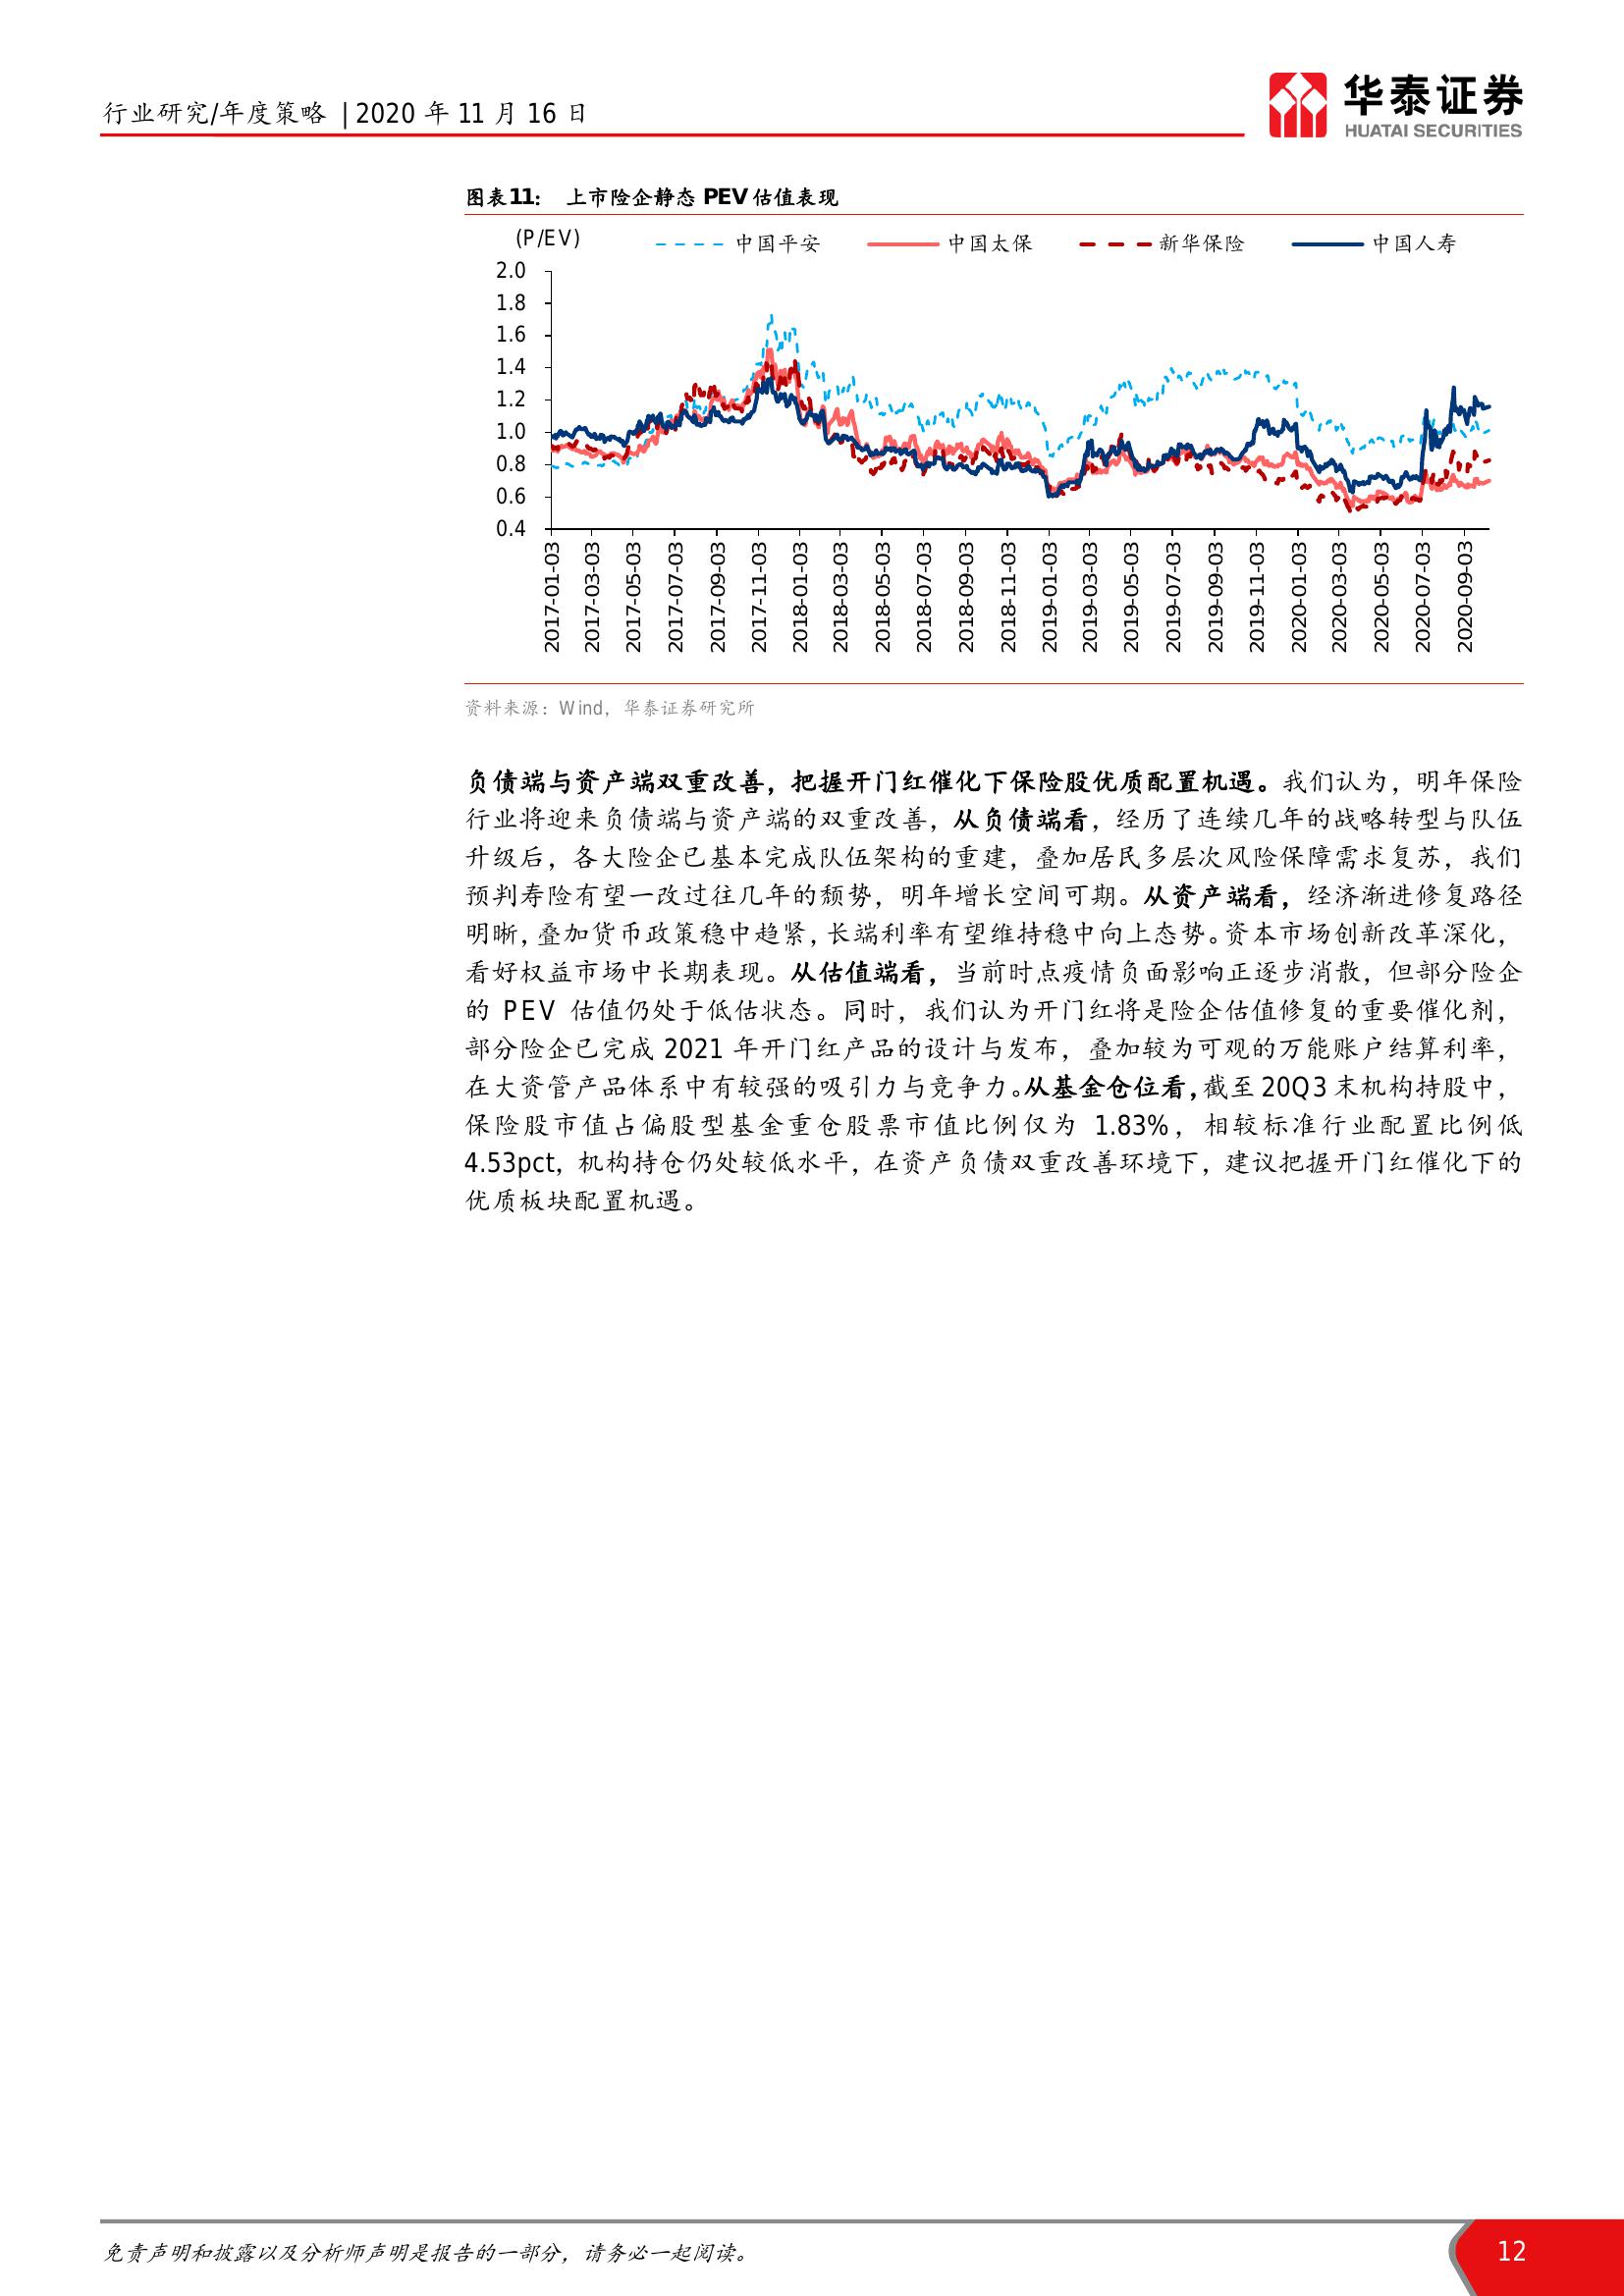 行业研究/年度策略 | 2020 年 11 月 16 日
华泰证券
HUATAI SECURITIES
图表11： 上市险企静态 PEV 估值表现
(P/EV)
中国平安 中国太保 新华保险 中国人寿
2.0
1.8
1.6
1.4
1.2
1.0
0.8
0.6
0.4
2017-01-03 2017-03-03 2017-05-03 2017-07-03 2017-09-03 2017-11-03 2018-01-03 2018-03-03 2018-05-03 2018-07-03 2018-09-03 2018-11-03 2019-01-03 2019-03-03 2019-05-03 2019-07-03 2019-09-03 2019-11-03 2020-01-03 2020-03-03 2020-05-03 2020-07-03 2020-09-03
资料来源：Wind，华泰证券研究所
负债端与资产端双重改善，把握开门红催化下保险股优质配置机遇。我们认为，明年保险
行业将迎来负债端与资产端的双重改善，从负债端看，经历了连续几年的战略转型与队伍
升级后，各大险企已基本完成队伍架构的重建，叠加居民多层次风险保障需求复苏，我们
预判寿险有望一改过往几年的颓势，明年增长空间可期。从资产端看，经济渐进修复路径
明晰，叠加货币政策稳中趋紧，长端利率有望维持稳中向上态势。资本市场创新改革深化，
看好权益市场中长期表现。从估值端看，当前时点疫情负面影响正逐步消散，但部分险企
的 PEV 估值仍处于低估状态。同时，我们认为开门红将是险企估值修复的重要催化剂，
部分险企已完成 2021 年开门红产品的设计与发布，叠加较为可观的万能账户结算利率，
在大资管产品体系中有较强的吸引力与竞争力。从基金仓位看，截至 20Q3 末机构持股中，
保险股市值占偏股型基金重仓股票市值比例仅为 1.83%，相较标准行业配置比例低
4.53pct，机构持仓仍处较低水平，在资产负债双重改善环境下，建议把握开门红催化下的
优质板块配置机遇。
免责声明和披露以及分析师声明是报告的一部分，请务必一起阅读。
12